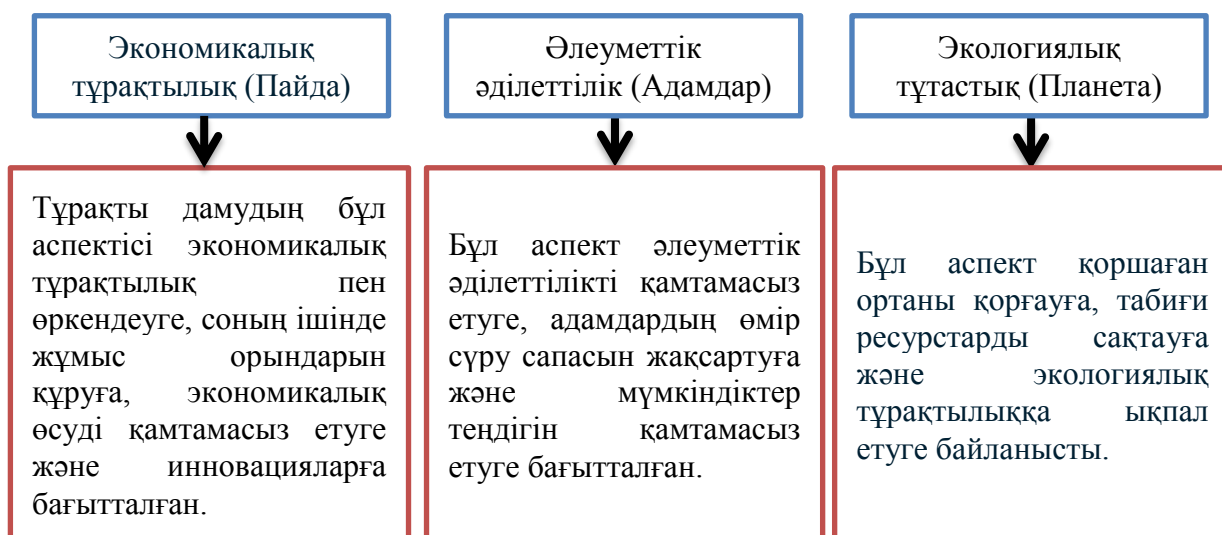 Экономикалық
тұрақтылық (Пайда)
Тұрақты дамудың бұл
аспектісі экономикалық
тұрақтылық пен
өркендеуге, соның ішінде
жұмыс орындарын
құруға, экономикалық
өсуді қамтамасыз етуге
және инновацияларға
бағытталған.
Әлеуметтік
әділеттілік (Адамдар)
Бұл аспект әлеуметтік
әділеттілікті қамтамасыз
етуге, адамдардың өмір
сүру сапасын жақсартуға
және мүмкіндіктер
теңдігін қамтамасыз
етуге бағытталған.
Экологиялық
тұтастық (Планета)
Бұл аспект қоршаған
ортаны қорғауға, табиғи
ресурстарды сақтауға
және экологиялық
тұрақтылыққа ықпал
етуге байланысты.